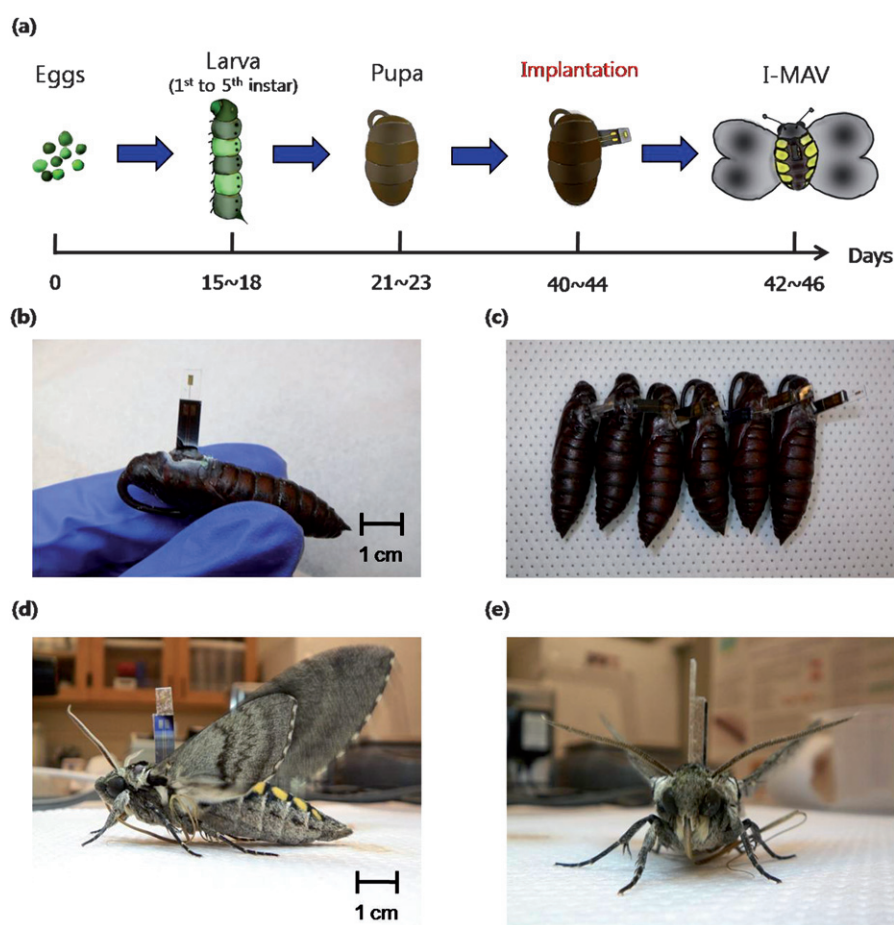 (a)
Eggs
Larva
(1st to 5th instar)
Pupa
Implantation
I-MAV
Days
0
15~18
21~23
40~44
42~46
(b)
1 cm
(c)
(d)
1 cm
(e)